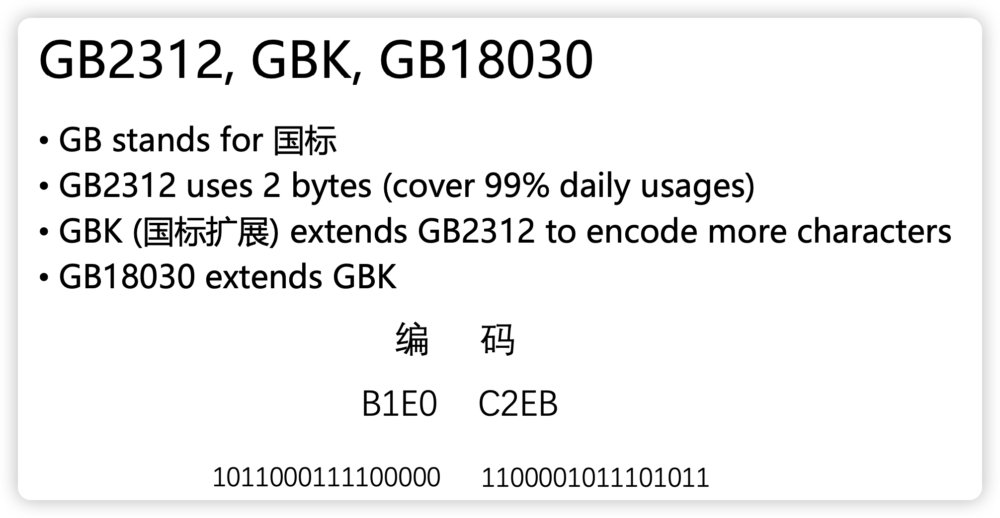 GB2312, GBK, GB18030
• GB stands for 国标
• GB2312 uses 2 bytes (cover 99% daily usages)
• GBK (国标扩展) extends GB2312 to encode more characters
• GB18030 extends GBK
编 码
B1E0 C2EB
1011000111100000 1100001011101011